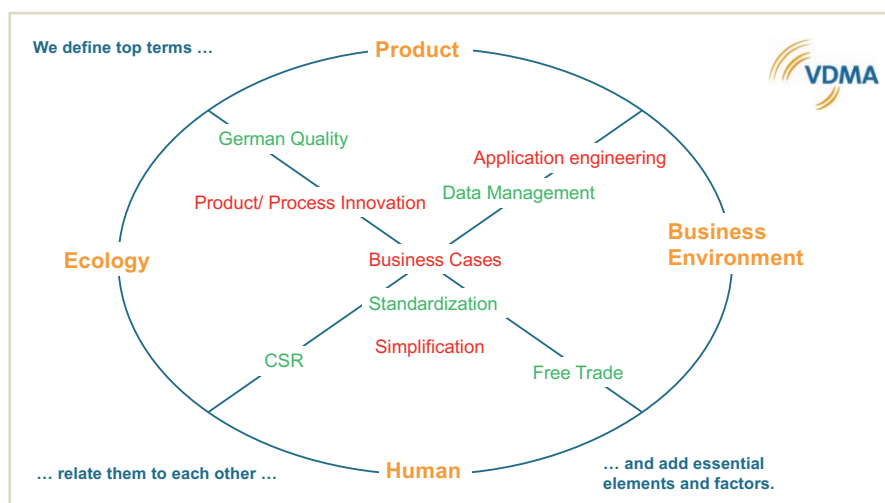 We define top terms …
Product
VDMA
German Quality
Application engineering
Data Management
Product/ Process Innovation
Business
Environment
Ecology
Business Cases
Standardization
Simplification
CSR
Free Trade
Human
… relate them to each other …
… and add essential
elements and factors.